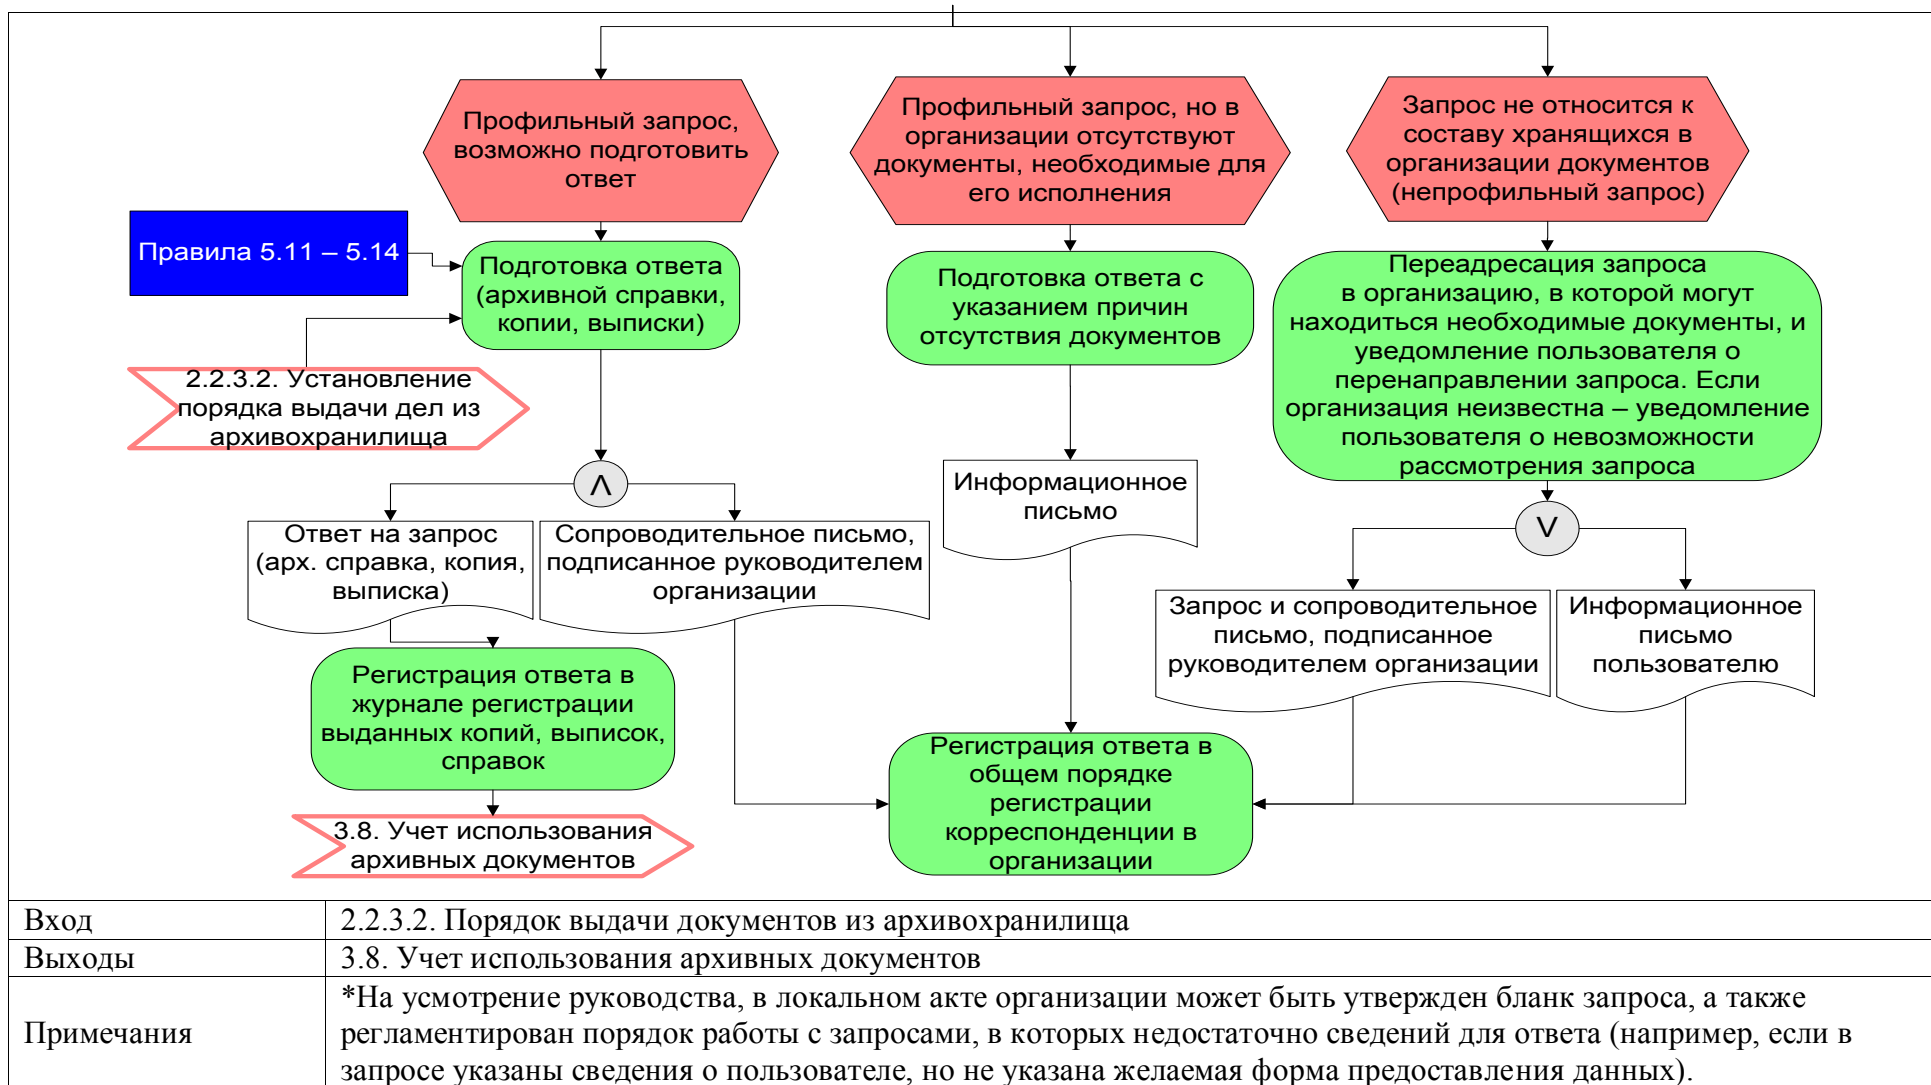 Профильный запрос,
возможно подготовить
ответ
Профильный запрос, но в
организации отсутствуют
документы, необходимые для
его исполнения
Запрос не относится к
составу хранящихся в
организации документов
(непрофильный запрос)
Правила 5.11 – 5.14
Подготовка ответа
(архивной справки,
копии, выписки)
Подготовка ответа с
указанием причин
отсутствия документов
Переадресация запроса
в организацию, в которой могут
находиться необходимые документы, и
уведомление пользователя о
перенаправлении запроса. Если
организация неизвестна – уведомление
пользователя о невозможности
рассмотрения запроса
2.2.3.2. Установление
порядка выдачи дел из
архивохранилища
Λ
Информационное
письмо
V
Ответ на запрос
(арх. справка, копия,
выписка)
Сопроводительное письмо,
подписанное руководителем
организации
Запрос и сопроводительное
письмо, подписанное
руководителем организации
Информационное
письмо
пользователю
Регистрация ответа в
журнале регистрации
выданных копий, выписок,
справок
Регистрация ответа в
общем порядке
регистрации
корреспонденции в
организации
3.8. Учет использования
архивных документов
Вход
2.2.3.2. Порядок выдачи документов из архивохранилища
Выходы
3.8. Учет использования архивных документов
Примечания
*На усмотрение руководства, в локальном акте организации может быть утвержден бланк запроса, а также
регламентирован порядок работы с запросами, в которых недостаточно сведений для ответа (например, если в
запросе указаны сведения о пользователе, но не указана желаемая форма предоставления данных).